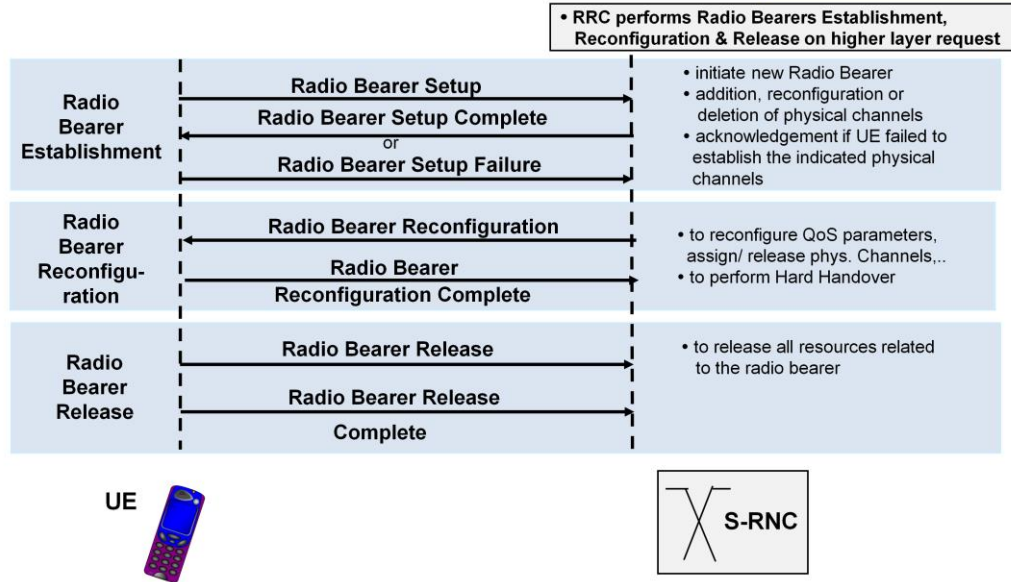 • RRC performs Radio Bearers Establishment,
Reconfiguration & Release on higher layer request
Radio
Bearer
Establishment
Radio Bearer Setup
Radio Bearer Setup Complete
or
Radio Bearer Setup Failure
• initiate new Radio Bearer
• addition, reconfiguration or
deletion of physical channels
• acknowledgement if UE failed to
establish the indicated physical
channels
Radio
Bearer
Reconfigu-
ration
Radio Bearer Reconfiguration
Radio Bearer
Reconfiguration Complete
• to reconfigure QoS parameters,
assign/ release phys. Channels,..
• to perform Hard Handover
Radio
Bearer
Release
Radio Bearer Release
Radio Bearer Release
Complete
• to release all resources related
to the radio bearer
UE
S-RNC